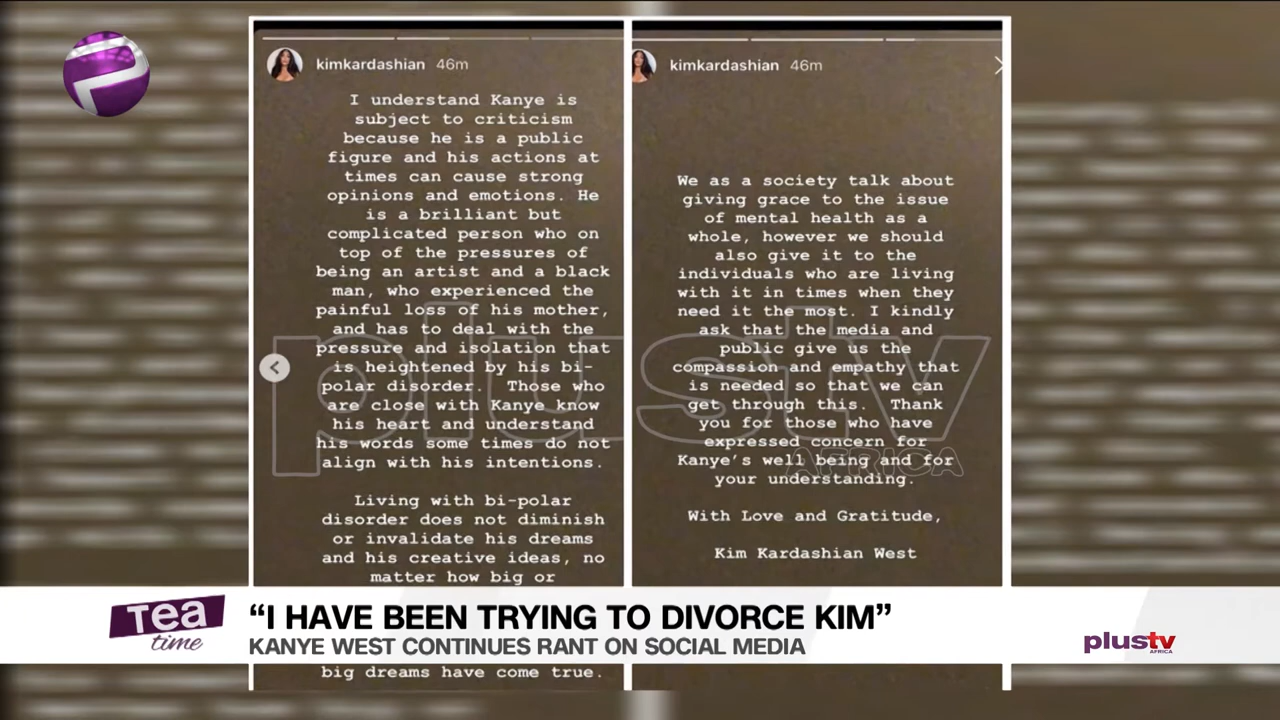 kimkardashian 46m
I understand Kanye is
subject to criticism
because he is a public
figure and his actions at
times can cause strong
opinions and emotions. He
is a brilliant but
complicated person who on
top of the pressures of
being an artist and a black
man, who experienced the
painful loss of his mother,
and has to deal with the
pressure and isolation that
is heightened by his bi-
polar disorder. Those who
are close with Kanye know
his heart and understand
his words some times do not
align with his intentions.
Living with bi-polar
disorder does not diminish
or invalidate his dreams
and his creative ideas, no
matter how big or
big dreams have come true.
kimkardashian 46m
We as a society talk about
giving grace to the issue
of mental health as a
whole, however we should
also give it to the
individuals who are living
with it in times when they
need it the most. I kindly
ask that the media and
public give us the
compassion and empathy that
is needed so that we can
get through this. Thank
you for those who have
expressed concern for
Kanye's well being and for
your understanding.
With Love and Gratitude,
Kim Kardashian West
plustv
AFRICA
Tea
time
“I HAVE BEEN TRYING TO DIVORCE KIM”
KANYE WEST CONTINUES RANT ON SOCIAL MEDIA
plustv
AFRICA